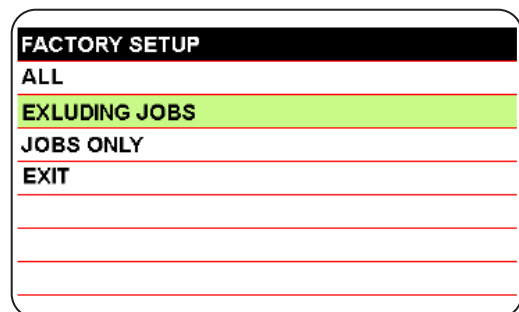 FACTORY SETUP
ALL
EXLUDING JOBS
JOBS ONLY
EXIT